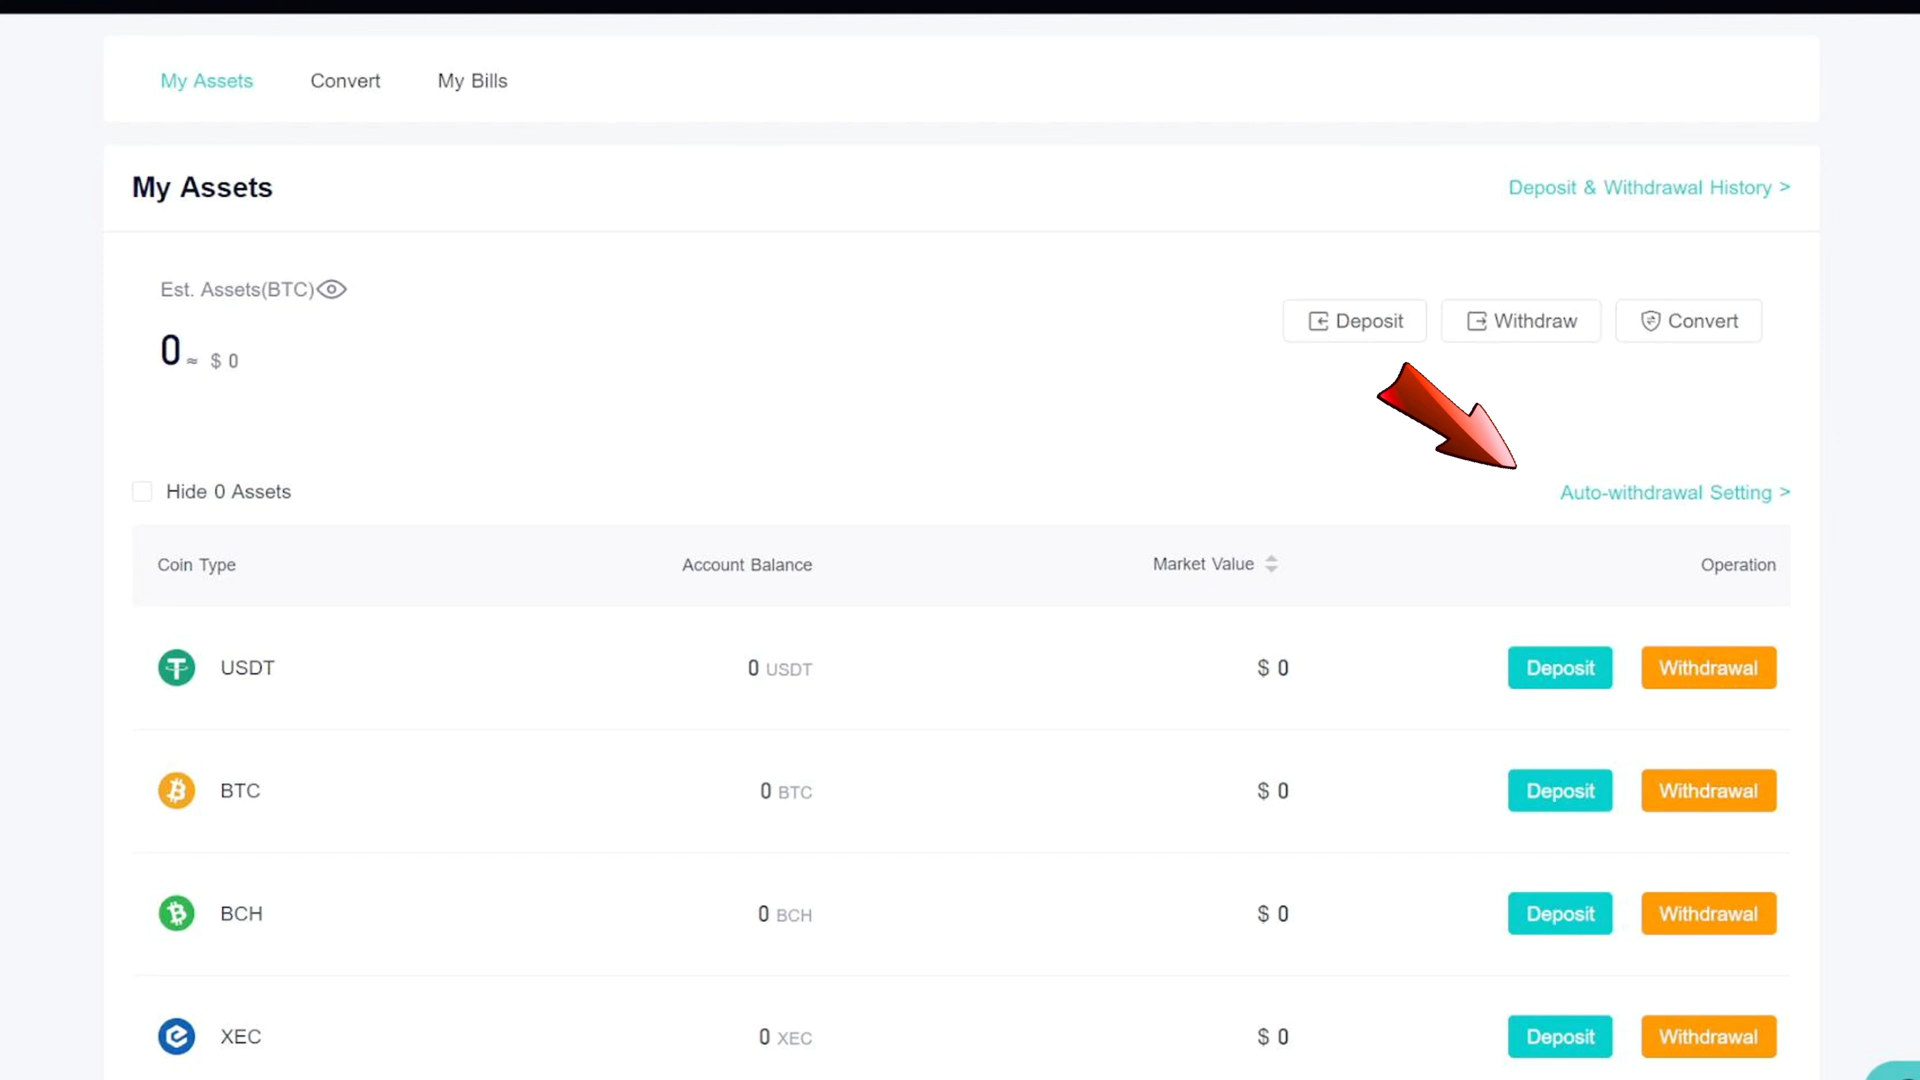 My Assets Convert My Bills
My Assets Deposit & Withdrawal History >
Est. Assets(BTC)
0 ≈ $ 0
Deposit Withdraw Convert
Hide 0 Assets Auto-withdrawal Setting >
Coin Type Account Balance Market Value Operation
USDT 0 USDT $ 0 Deposit Withdrawal
BTC 0 BTC $ 0 Deposit Withdrawal
BCH 0 BCH $ 0 Deposit Withdrawal
XEC 0 XEC $ 0 Deposit Withdrawal